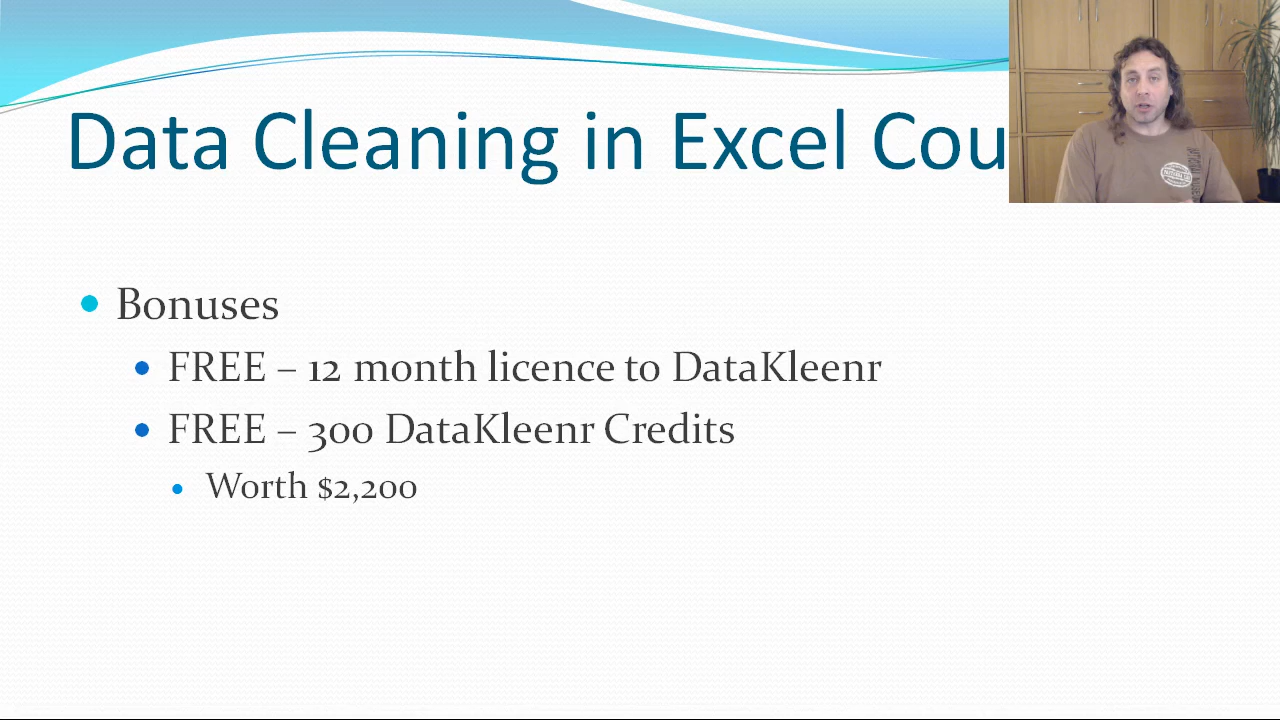 Data Cleaning in Excel Cou
Bonuses
FREE – 12 month licence to DataKleenr
FREE – 300 DataKleenr Credits
Worth $2,200